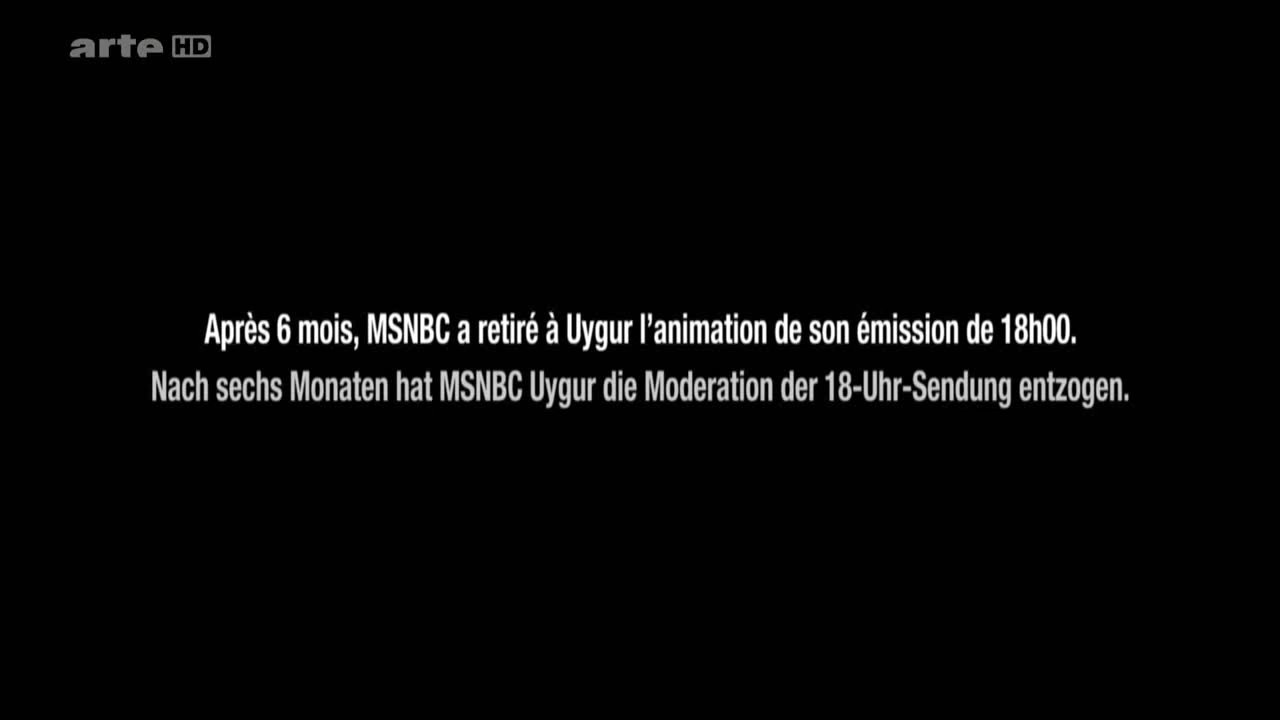 arte HD
Après 6 mois, MSNBC a retiré à Uygur l’animation de son émission de 18h00.
Nach sechs Monaten hat MSNBC Uygur die Moderation der 18-Uhr-Sendung entzogen.